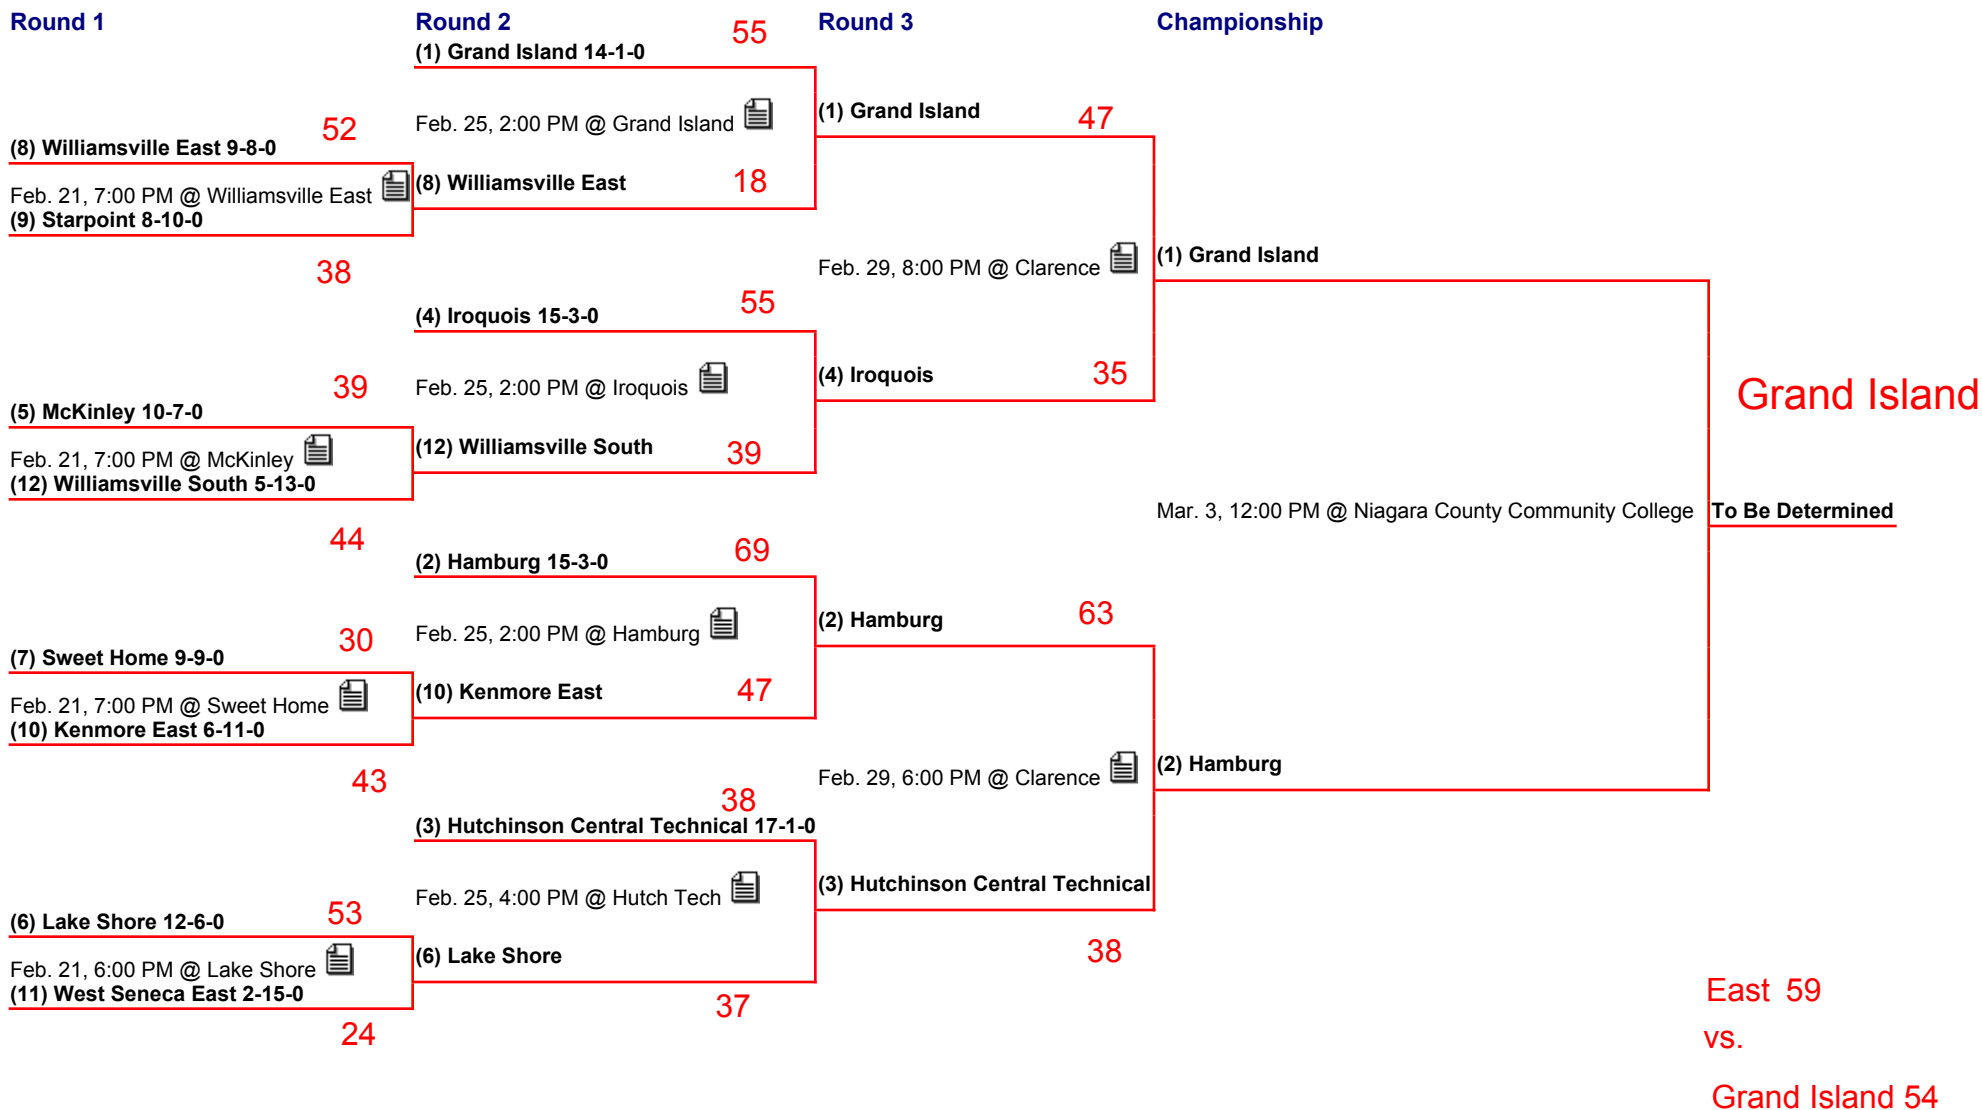 Round 1
Round 2
Round 3
Championship
55
(1) Grand Island 14-1-0
Feb. 25, 2:00 PM @ Grand Island
(1) Grand Island
47
52
(8) Williamsville East 9-8-0
Feb. 21, 7:00 PM @ Williamsville East
(9) Starpoint 8-10-0
38
(8) Williamsville East
18
Feb. 29, 8:00 PM @ Clarence
(1) Grand Island
55
(4) Iroquois 15-3-0
Feb. 25, 2:00 PM @ Iroquois
(4) Iroquois
35
39
(5) McKinley 10-7-0
Feb. 21, 7:00 PM @ McKinley
(12) Williamsville South 5-13-0
44
(12) Williamsville South
39
Grand Island
Mar. 3, 12:00 PM @ Niagara County Community College
To Be Determined
69
(2) Hamburg 15-3-0
Feb. 25, 2:00 PM @ Hamburg
(2) Hamburg
63
30
(7) Sweet Home 9-9-0
Feb. 21, 7:00 PM @ Sweet Home
(10) Kenmore East 6-11-0
43
(10) Kenmore East
47
Feb. 29, 6:00 PM @ Clarence
(2) Hamburg
38
(3) Hutchinson Central Technical 17-1-0
Feb. 25, 4:00 PM @ Hutch Tech
(3) Hutchinson Central Technical
38
53
(6) Lake Shore 12-6-0
Feb. 21, 6:00 PM @ Lake Shore
(11) West Seneca East 2-15-0
24
(6) Lake Shore
37
East 59
vs.
Grand Island 54